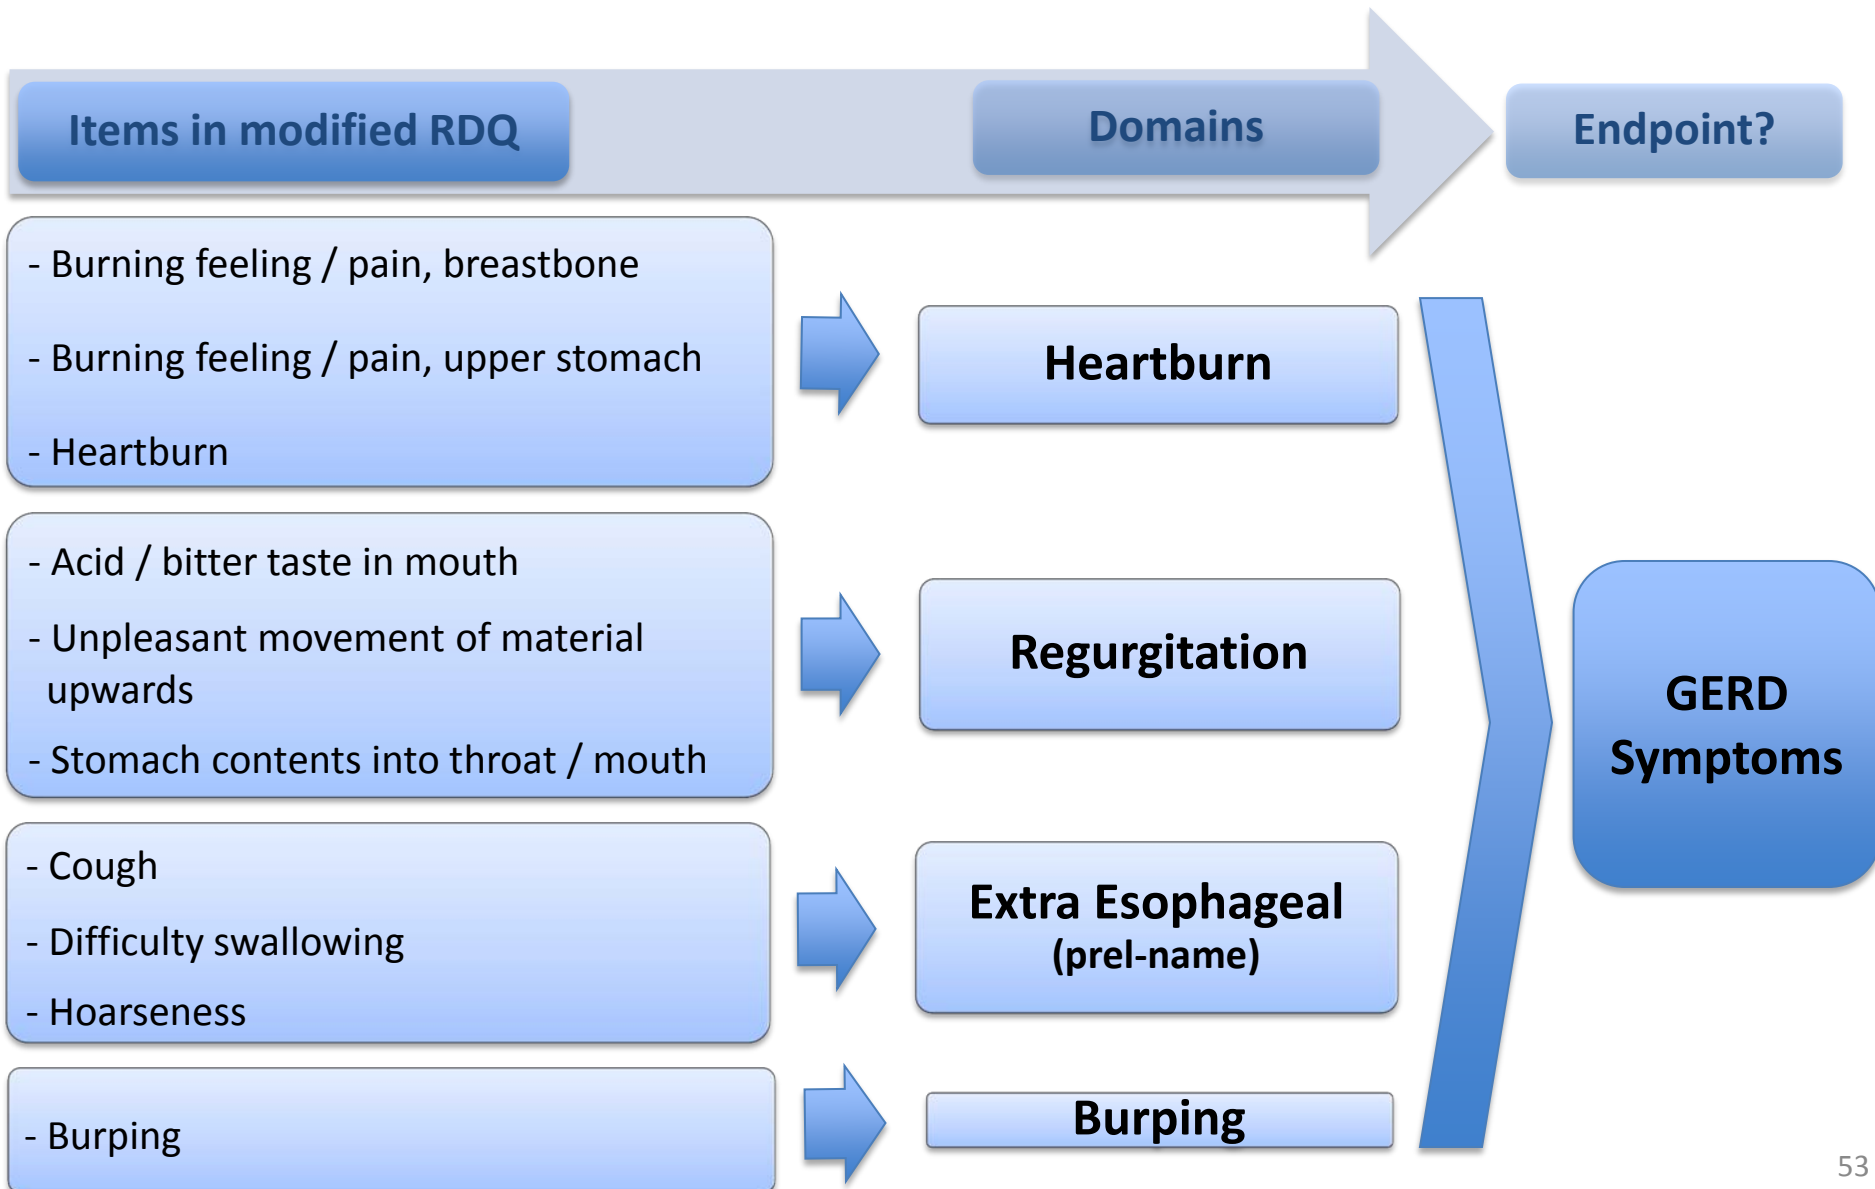 Items in modified RDQ
Domains
Endpoint?
- Burning feeling / pain, breastbone
- Burning feeling / pain, upper stomach
- Heartburn
Heartburn
- Acid / bitter taste in mouth
- Unpleasant movement of material
upwards
- Stomach contents into throat / mouth
Regurgitation
- Cough
- Difficulty swallowing
- Hoarseness
Extra Esophageal
(prel-name)
- Burping
Burping
GERD
Symptoms
53